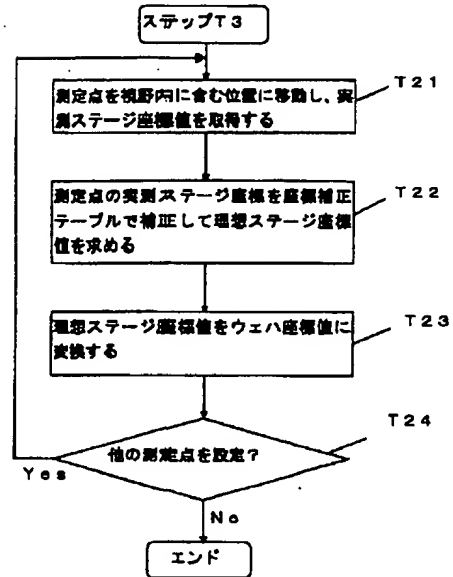 ステップT3
測定点を視野内に含む位置に移動し、実
測ステージ座標値を取得する
T21
測定点の実測ステージ座標を座標補正
テーブルで補正して理想ステージ座標
値を求める
T22
理想ステージ座標値をウェハ座標値に
変換する
T23
他の測定点を設定?
T24
Yes
No
エンド